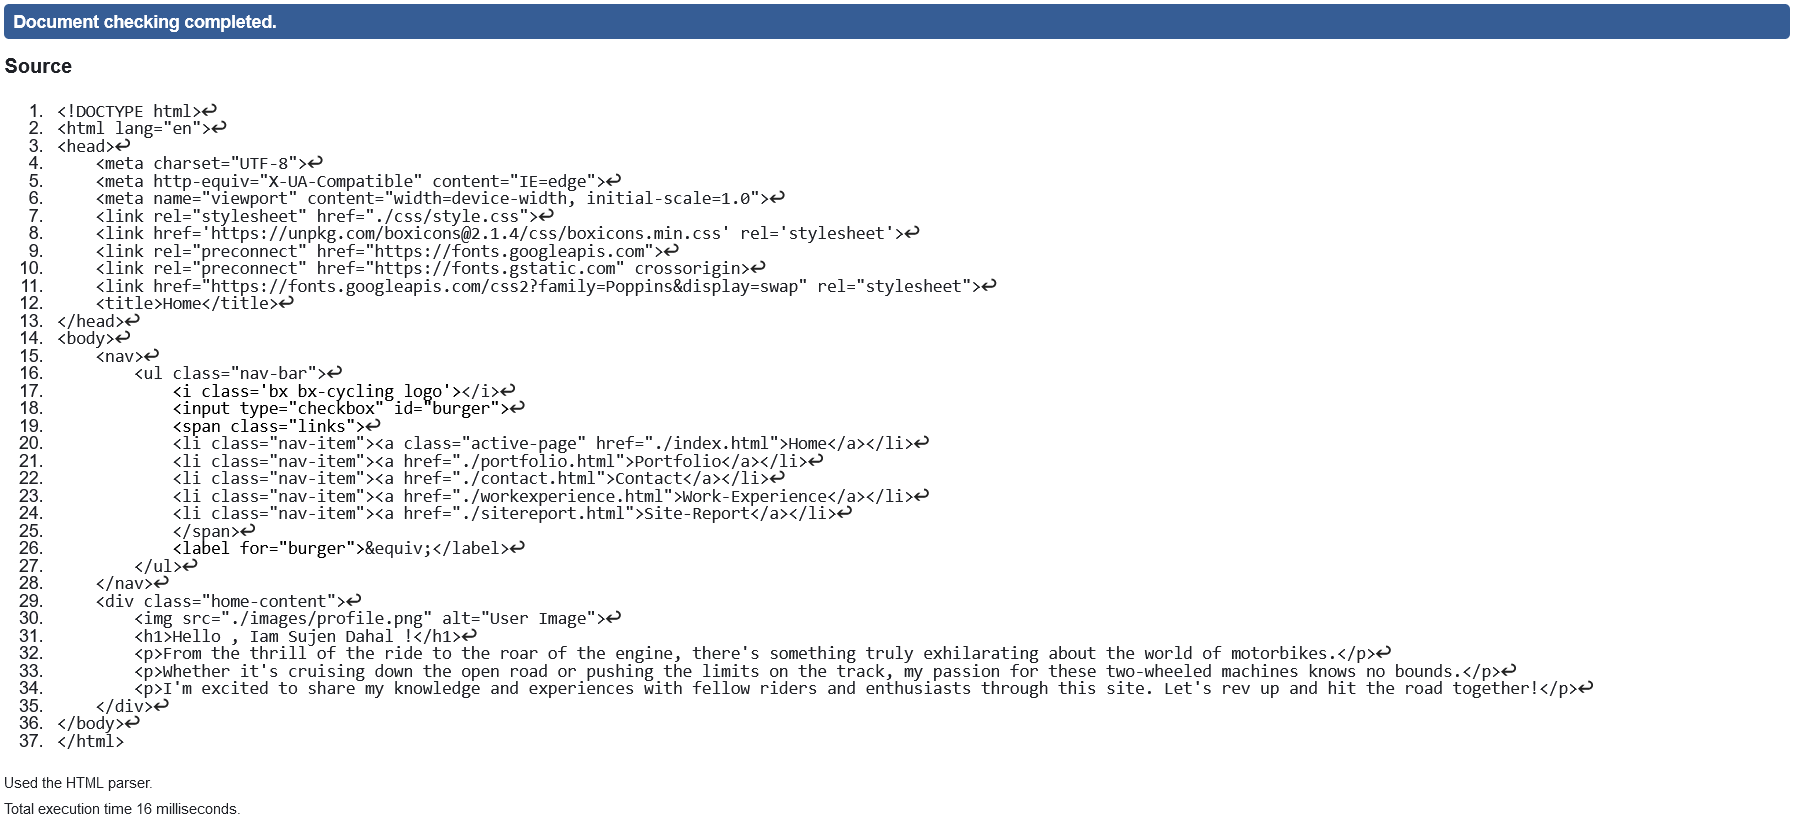 Document checking completed.
Source
1. <!DOCTYPE html>↩
2. <html lang="en">↩
3. <head>↩
4.     <meta charset="UTF-8">↩
5.     <meta http-equiv="X-UA-Compatible" content="IE=edge">↩
6.     <meta name="viewport" content="width=device-width, initial-scale=1.0">↩
7.     <link rel="stylesheet" href="./css/style.css">↩
8.     <link href='https://unpkg.com/boxicons@2.1.4/css/boxicons.min.css' rel='stylesheet'>↩
9.     <link rel="preconnect" href="https://fonts.googleapis.com">↩
10.     <link rel="preconnect" href="https://fonts.gstatic.com" crossorigin>↩
11.     <link href="https://fonts.googleapis.com/css2?family=Poppins&display=swap" rel="stylesheet">↩
12.     <title>Home</title>↩
13. </head>↩
14. <body>↩
15.     <nav>↩
16.         <ul class="nav-bar">↩
17.             <i class='bx bx-cycling logo'></i>↩
18.             <input type="checkbox" id="burger">↩
19.             <span class="links">↩
20.             <li class="nav-item"><a class="active-page" href="./index.html">Home</a></li>↩
21.             <li class="nav-item"><a href="./portfolio.html">Portfolio</a></li>↩
22.             <li class="nav-item"><a href="./contact.html">Contact</a></li>↩
23.             <li class="nav-item"><a href="./workexperience.html">Work-Experience</a></li>↩
24.             <li class="nav-item"><a href="./sitereport.html">Site-Report</a></li>↩
25.             </span>↩
26.             <label for="burger">&equiv;</label>↩
27.         </ul>↩
28.     </nav>↩
29.     <div class="home-content">↩
30.         <img src="./images/profile.png" alt="User Image">↩
31.         <h1>Hello , Iam Sujen Dahal !</h1>↩
32.         <p>From the thrill of the ride to the roar of the engine, there's something truly exhilarating about the world of motorbikes.</p>↩
33.         <p>Whether it's cruising down the open road or pushing the limits on the track, my passion for these two-wheeled machines knows no bounds.</p>↩
34.         <p>I'm excited to share my knowledge and experiences with fellow riders and enthusiasts through this site. Let's rev up and hit the road together!</p>↩
35.     </div>↩
36. </body>↩
37. </html>
Used the HTML parser.
Total execution time 16 milliseconds.